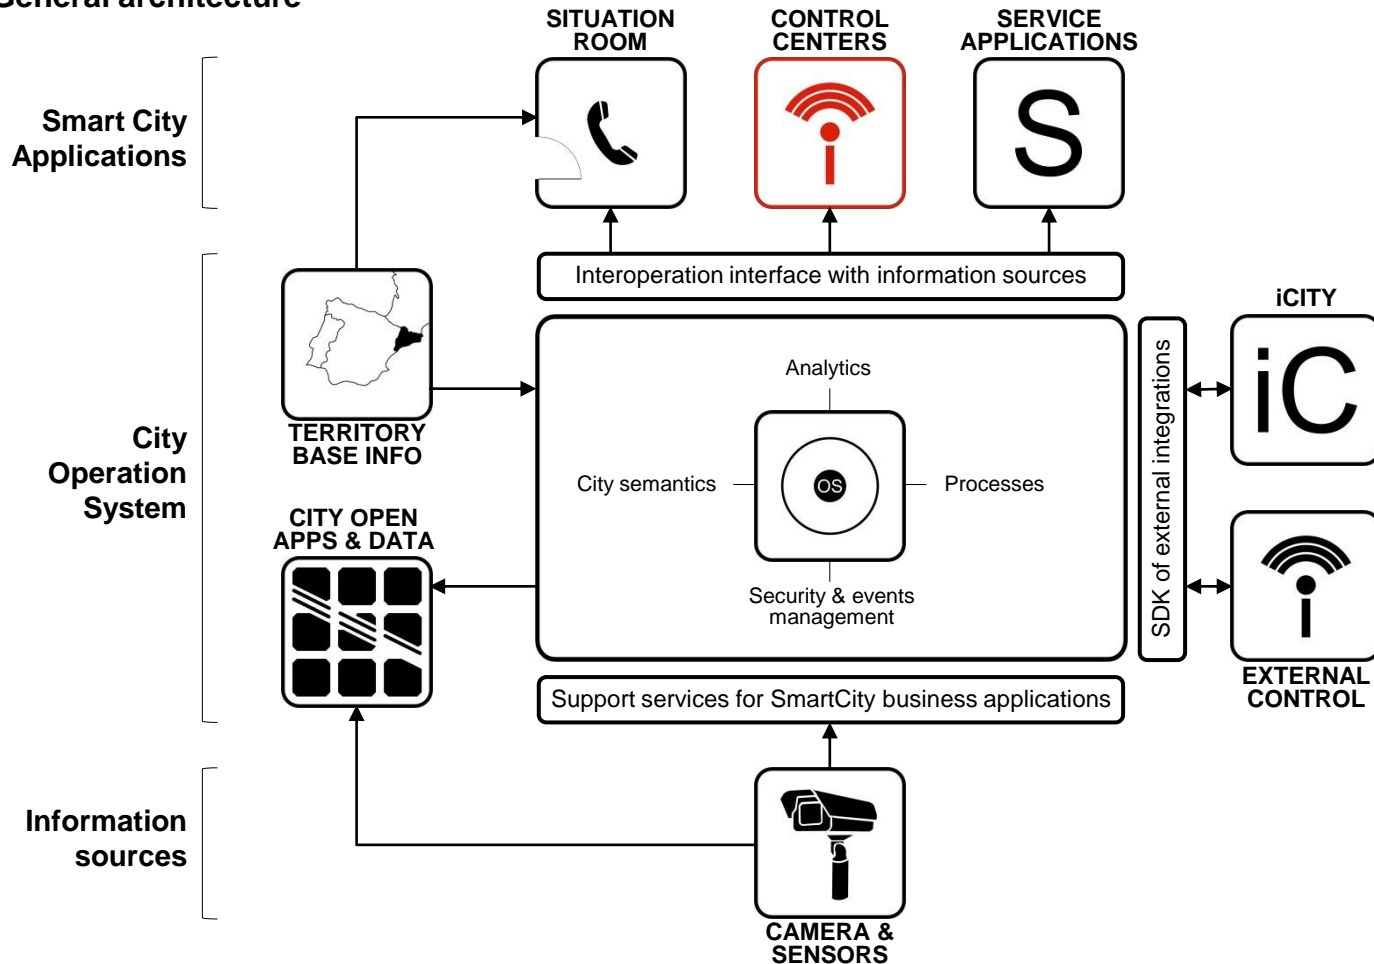 General architecture
SITUATION
ROOM
CONTROL
CENTERS
SERVICE
APPLICATIONS
Smart City
Applications
S
Interoperation interface with information sources
iCITY
iC
TERRITORY
BASE INFO
Analytics
City semantics
OS
Processes
Security & events
management
SDK of external integrations
City
Operation
System
CITY OPEN
APPS & DATA
EXTERNAL
CONTROL
Support services for SmartCity business applications
Information
sources
CAMERA &
SENSORS